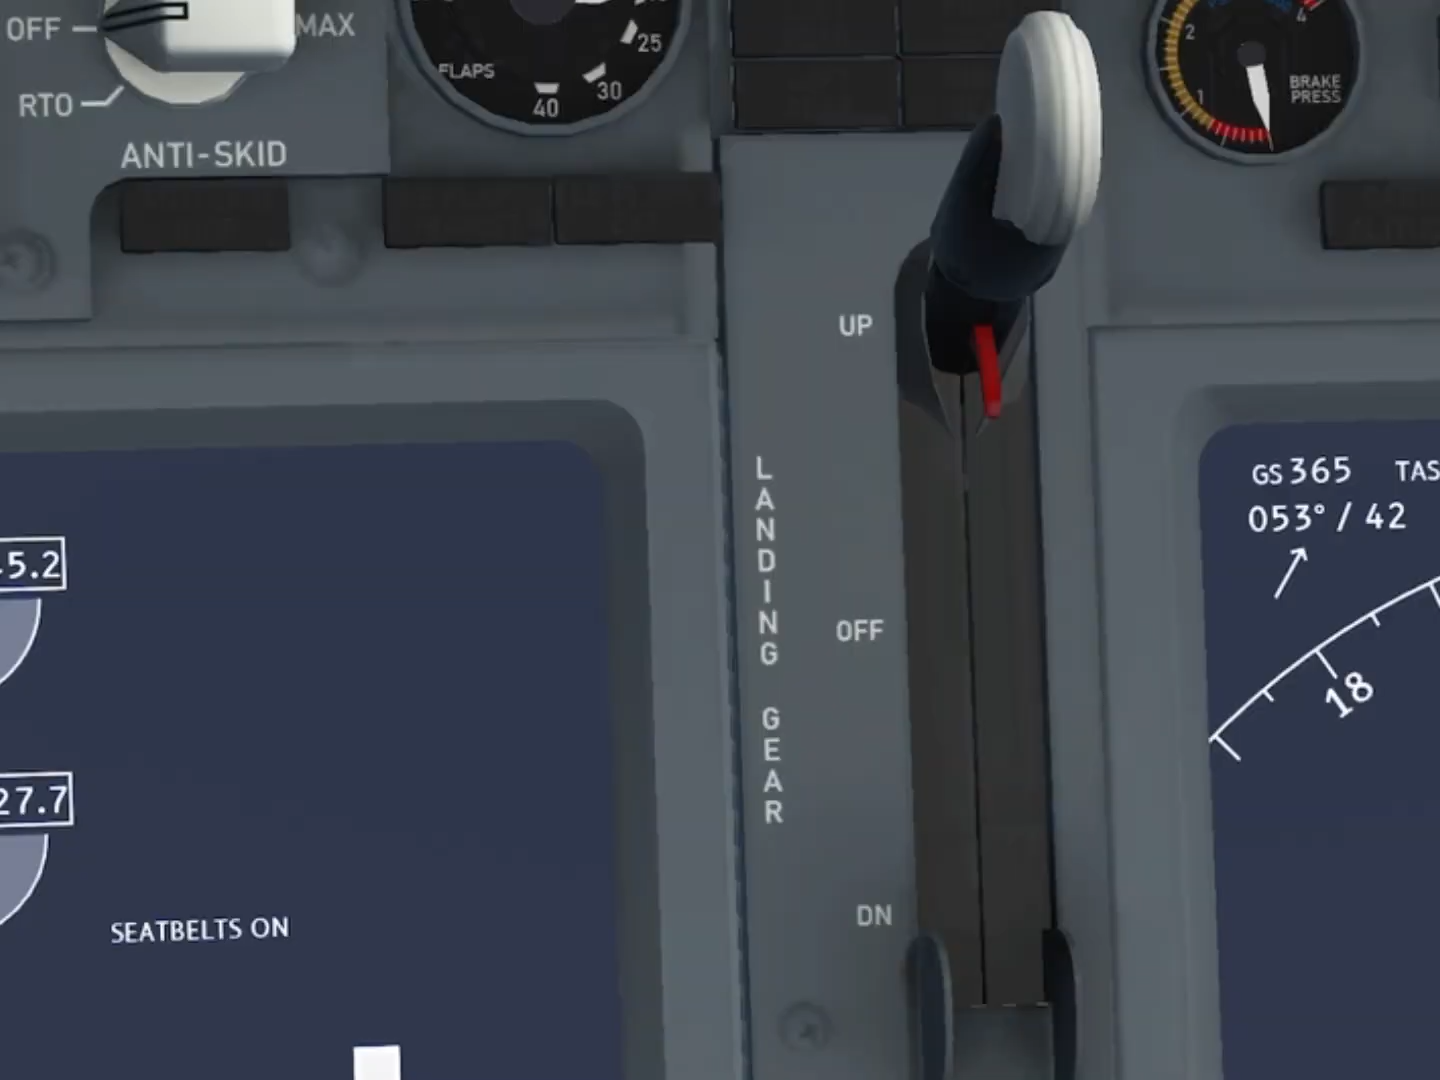 OFF
MAX
RTO
ANTI-SKID
FLAPS
25
30
40
2
1
4
BRAKE
PRESS
UP
LANDING GEAR
OFF
DN
GS 365 TAS
053° / 42
18
5.2
27.7
SEATBELTS ON